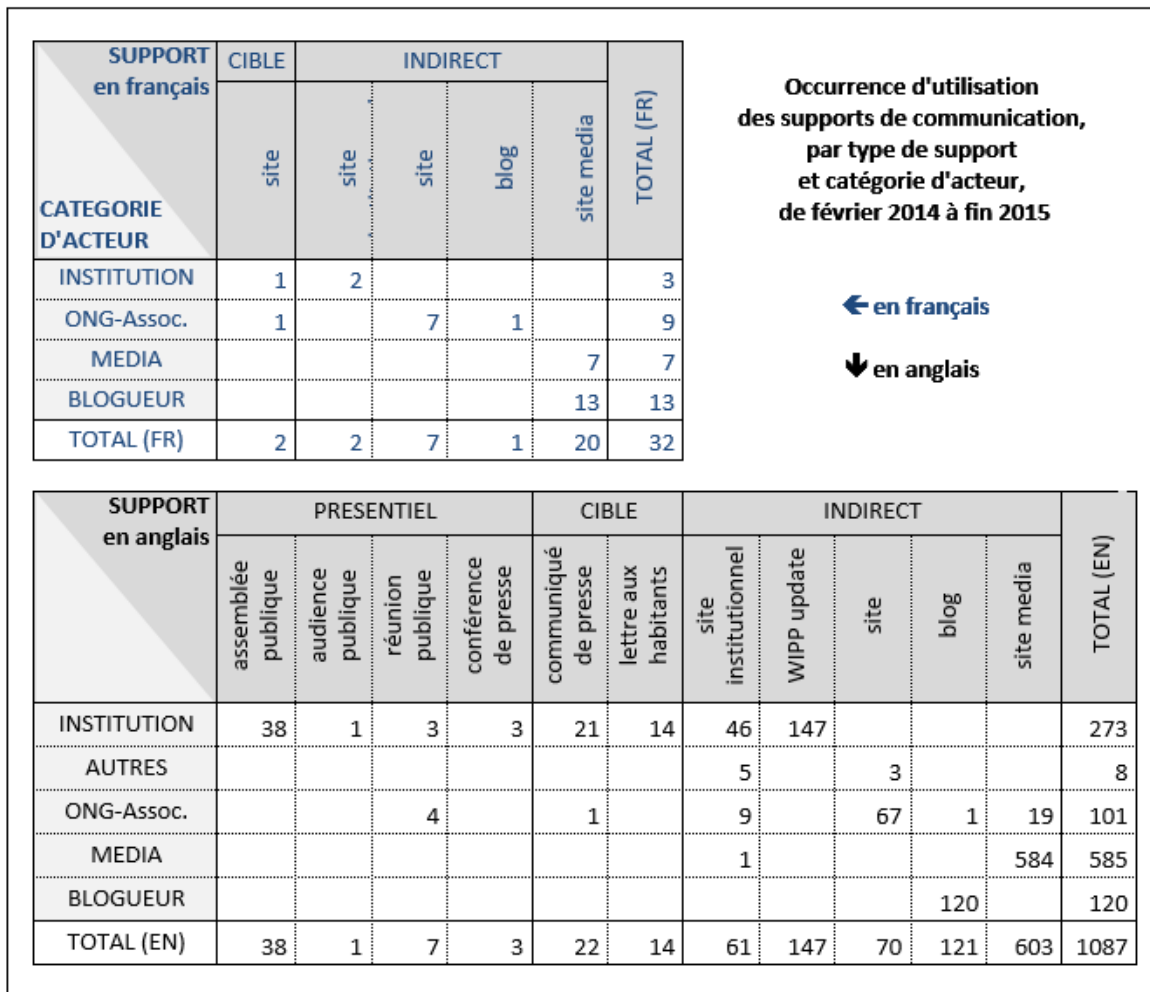 SUPPORT
en français
CIBLE INDIRECT
site site site blog site media TOTAL (FR)
CATEGORIE
D'ACTEUR
INSTITUTION 1 2 3
ONG-Assoc. 1 7 1 9
MEDIA 7 7
BLOGUEUR 13 13
TOTAL (FR) 2 2 7 1 20 32
Occurrence d'utilisation
des supports de communication,
par type de support
et catégorie d'acteur,
de février 2014 à fin 2015
← en français
↓ en anglais
SUPPORT
en anglais
PRESENTIEL CIBLE INDIRECT
assemblée
publique
audience
publique
réunion
publique
conférence
de presse
communiqué
de presse
lettre aux
habitants
site
institutionnel
WIPP update
site
blog
site media
TOTAL (EN)
INSTITUTION 38 1 3 3 21 14 46 147 273
AUTRES 5 3 8
ONG-Assoc. 4 1 9 67 1 19 101
MEDIA 1 584 585
BLOGUEUR 120 120
TOTAL (EN) 38 1 7 3 22 14 61 147 70 121 603 1087